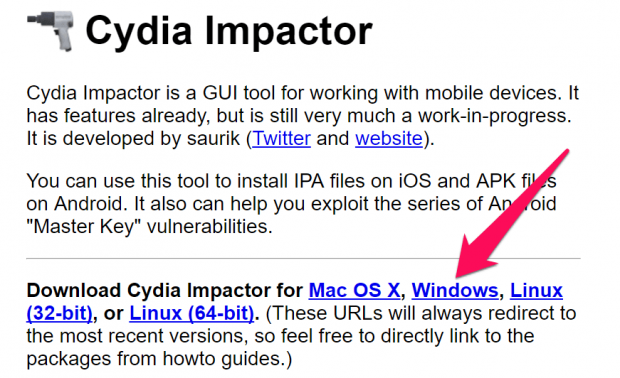 Cydia Impactor
Cydia Impactor is a GUI tool for working with mobile devices. It
has features already, but is still very much a work-in-progress.
It is developed by saurik (Twitter and website).
You can use this tool to install IPA files on iOS and APK files
on Android. It also can help you exploit the series of Android
"Master Key" vulnerabilities.
Download Cydia Impactor for Mac OS X, Windows, Linux
(32-bit), or Linux (64-bit). (These URLs will always redirect to
the most recent versions, so feel free to directly link to the
packages from howto guides.)